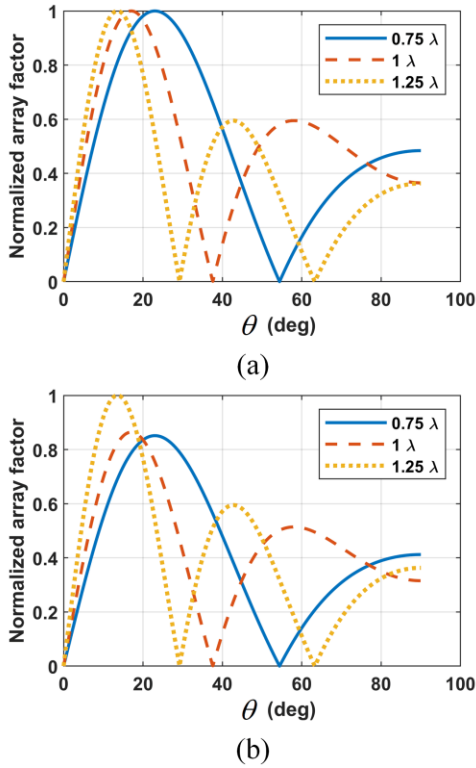 Normalized array factor
1
0.8
0.6
0.4
0.2
0
0 20 40 60 80 100
θ (deg)
0.75 λ
1 λ
1.25 λ
(a)
Normalized array factor
1
0.8
0.6
0.4
0.2
0
0 20 40 60 80 100
θ (deg)
0.75 λ
1 λ
1.25 λ
(b)